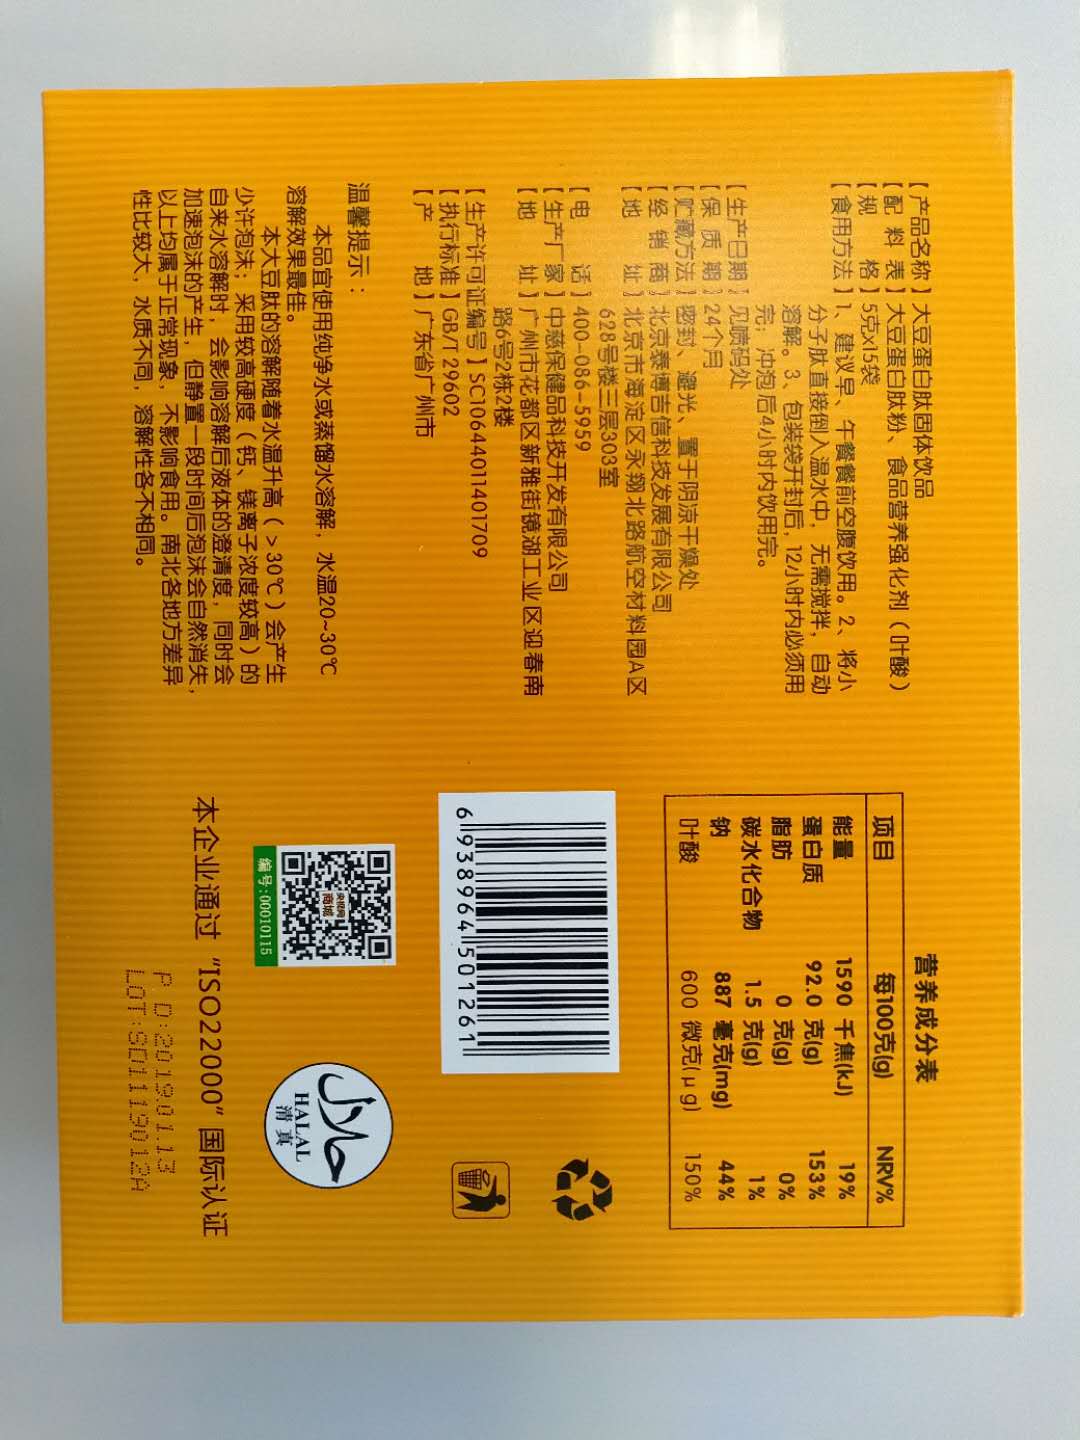 【产品名称】大豆蛋白肽固体饮品
【配 料 表】大豆蛋白肽粉、食品营养强化剂（叶酸）
【规 格】5克x15袋
【食用方法】1、建议早、午餐餐前空腹饮用。2、将小
分子肽直接倒入温水中，无需搅拌，自动
溶解。3、包装袋开封后，12小时内必须用
完；冲泡后4小时内饮用完。
【生产日期】见喷码处
【保 质 期】24个月
【贮藏方法】密封、避光、置于阴凉干燥处
【经 销 商】北京泰博吉信科技发展有限公司
【地 址】北京市海淀区永翔北路航空材料园A区
628号楼三层303室
【电 话】400-086-5959
【生产厂家】中慈保健品科技开发有限公司
【地 址】广州市花都区新雅街镜湖工业区迎春南
路6号2栋2楼
【生产许可证编号】SC10644011401709
【执行标准】GB/T 29602
【产 地】广东省广州市
温馨提示：
本品宜使用纯净水或蒸馏水溶解，水温20~30℃
溶解效果最佳。
本大豆肽的溶解随着水温升高（>30℃）会产生
少许泡沫；采用较高硬度（钙、镁离子浓度较高）的
自来水溶解时，会影响溶解后液体的澄清度，同时会
加速泡沫的产生，但静置一段时间后泡沫会自然消失，
以上均属于正常现象，不影响食用。南北各地方差异
性比较大，水质不同，溶解性各不相同。
营养成分表
项目 每100克(g) NRV%
能量 1590 千焦(kJ) 19%
蛋白质 92.0 克(g) 153%
脂肪 0 克(g) 0%
碳水化合物 1.5 克(g) 1%
钠 887 毫克(mg) 44%
叶酸 600 微克(μg) 150%
6938964501261
央视网
商城
编号:00010115
حلال
HALAL
清真
本企业通过“ISO22000”国际认证
P D:2019.01.13
LOT:SD1119012A